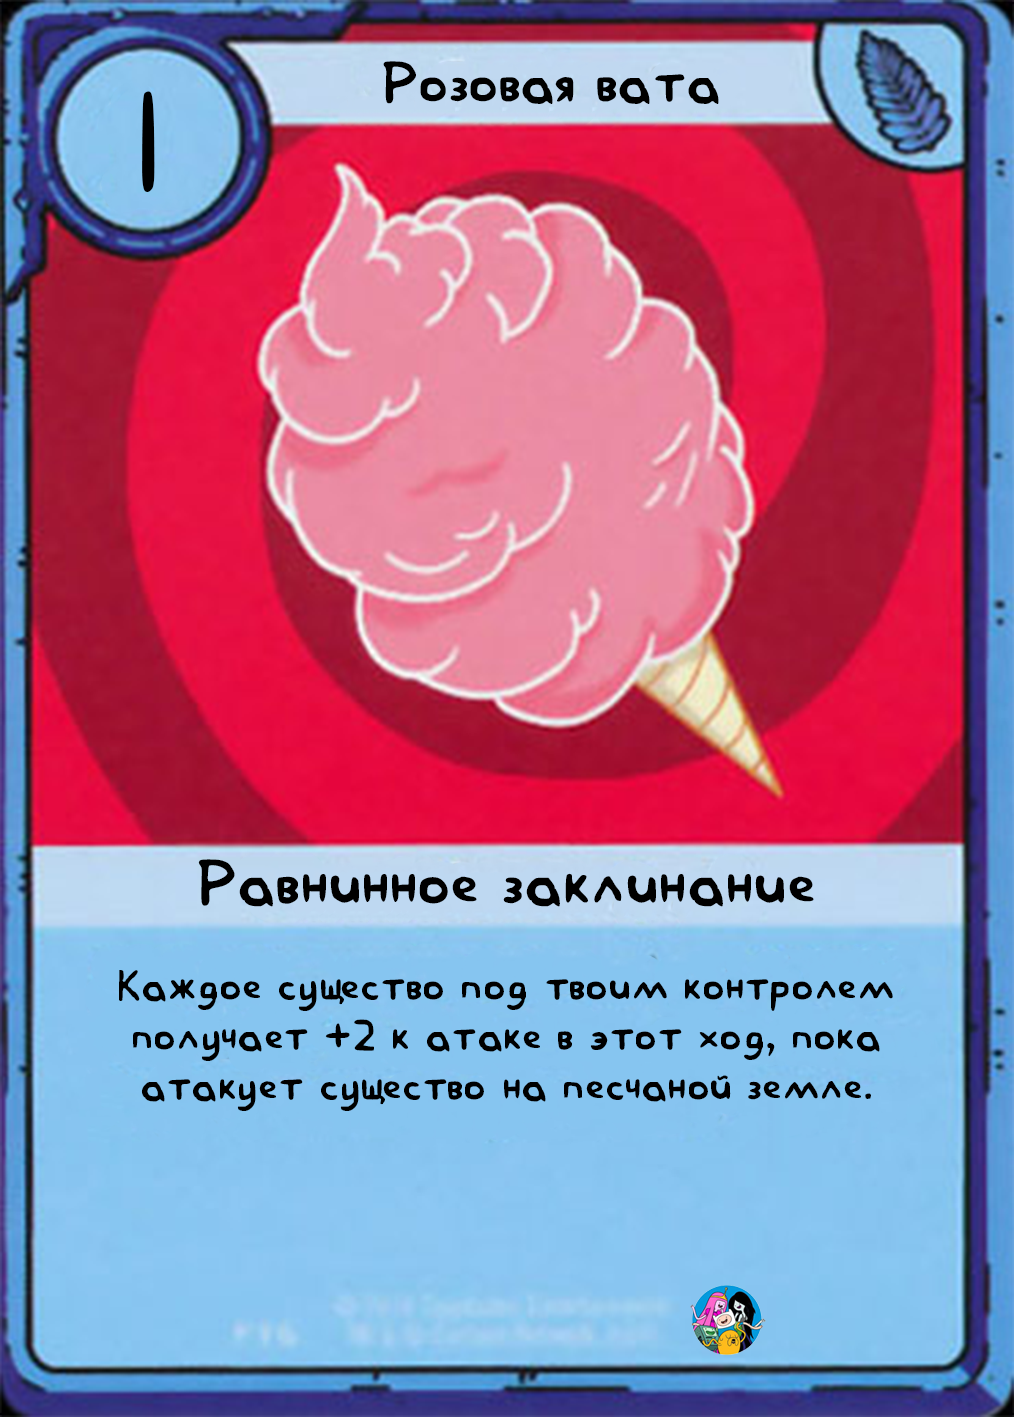 1
Розовая вата
Равнинное заклинание
Каждое существо под твоим контролем
получает +2 к атаке в этот ход, пока
атакует существо на песчаной земле.